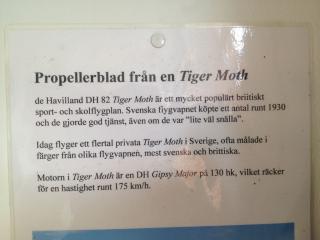 Propellerblad från en Tiger Moth
de Havilland DH 82 Tiger Moth är ett mycket populärt briitiskt
sport- och skolflygplan. Svenska flygvapnet köpte ett antal runt 1930
och de gjorde god tjänst, även om de var "lite väl snälla".
Idag flyger ett flertal privata Tiger Moth i Sverige, ofta målade i
färger från olika flygvapnen, mest svenska och brittiska.
Motorn i Tiger Moth är en DH Gipsy Major på 130 hk, vilket räcker
för en hastighet runt 175 km/h.